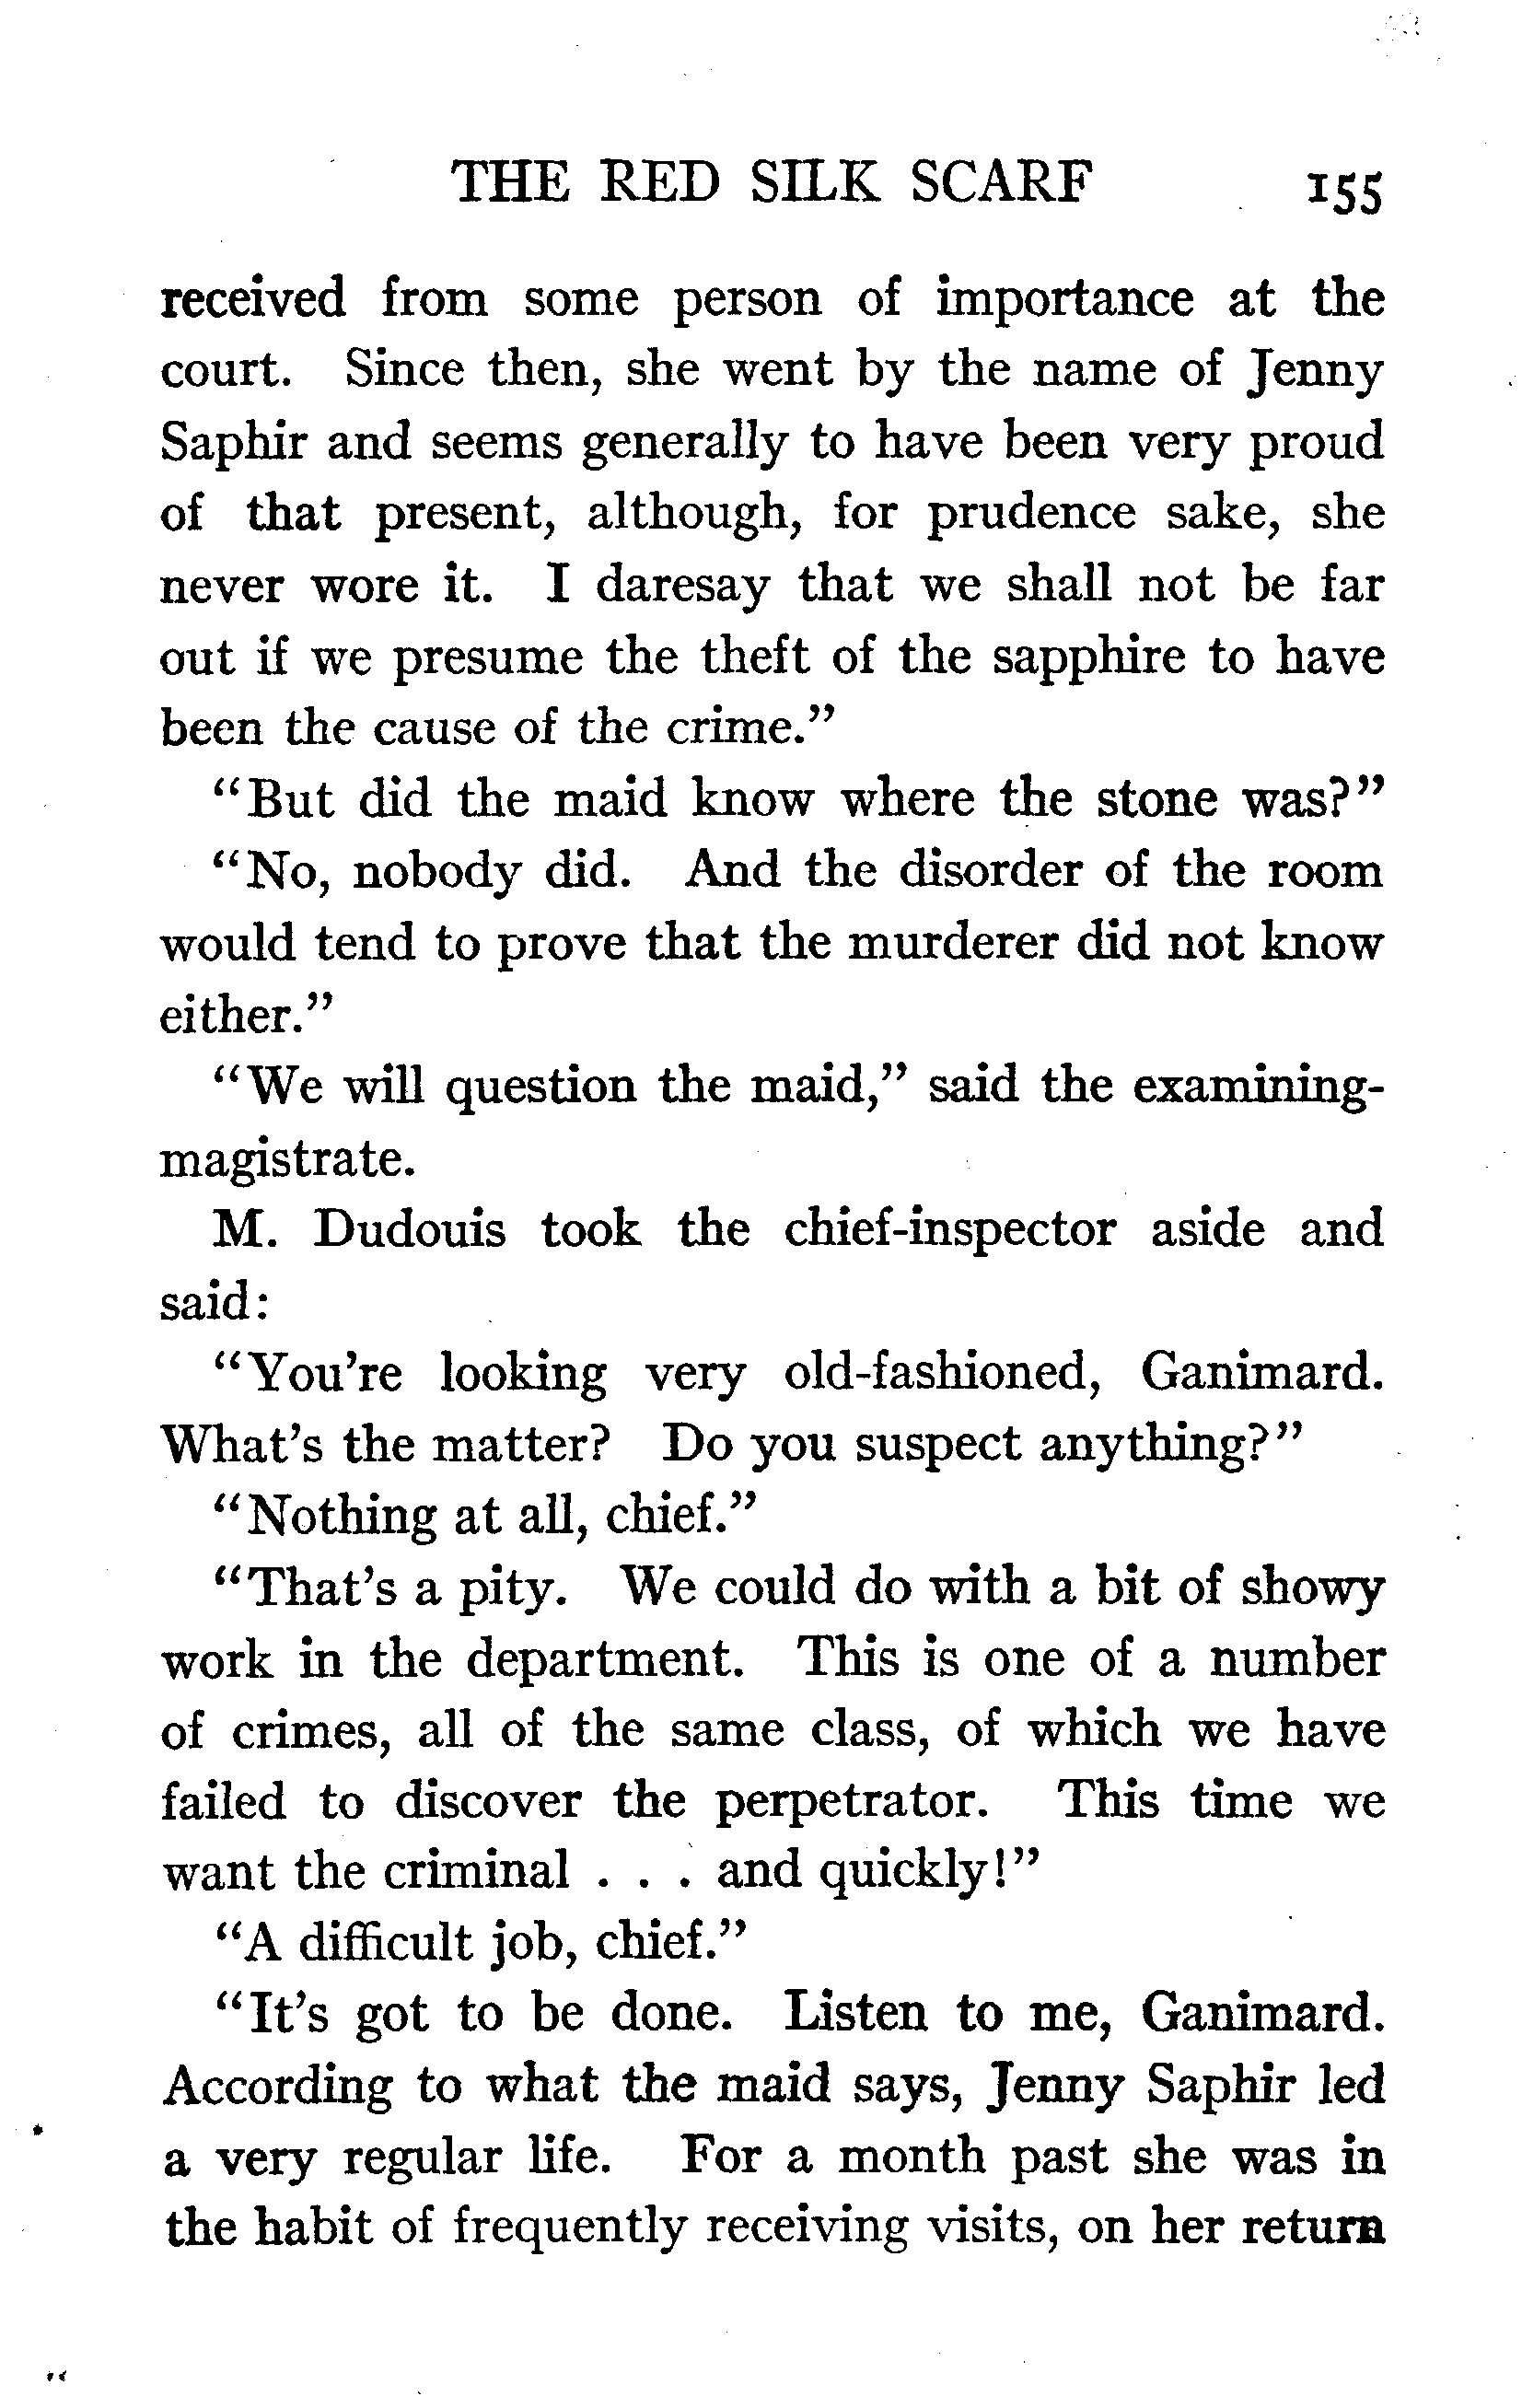 THE RED SILK SCARF 155
received from some person of importance at the
court. Since then, she went by the name of Jenny
Saphir and seems generally to have been very proud
of that present, although, for prudence sake, she
never wore it. I daresay that we shall not be far
out if we presume the theft of the sapphire to have
been the cause of the crime.”
“But did the maid know where the stone was?”
“No, nobody did. And the disorder of the room
would tend to prove that the murderer did not know
either.”
“We will question the maid,” said the examining-
magistrate.
M. Dudouis took the chief-inspector aside and
said:
“You’re looking very old-fashioned, Ganimard.
What’s the matter? Do you suspect anything?”
“Nothing at all, chief.”
“That’s a pity. We could do with a bit of showy
work in the department. This is one of a number
of crimes, all of the same class, of which we have
failed to discover the perpetrator. This time we
want the criminal . . . and quickly!”
“A difficult job, chief.”
“It’s got to be done. Listen to me, Ganimard.
According to what the maid says, Jenny Saphir led
a very regular life. For a month past she was in
the habit of frequently receiving visits, on her return